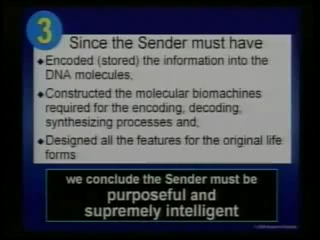 3
Since the Sender must have
Encoded (stored) the information into the
DNA molecules,
Constructed the molecular biomachines
required for the encoding, decoding,
synthesizing processes and,
Designed all the features for the original life
forms
we conclude the Sender must be
purposeful and
supremely intelligent